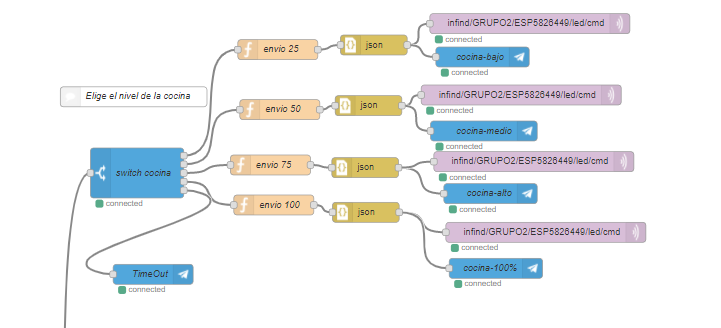 infind/GRUPO2/ESP5826449/led/cmd
connected
envio 25
json
cocina-bajo
connected
Elige el nivel de la cocina
infind/GRUPO2/ESP5826449/led/cmd
connected
envio 50
json
cocina-medio
connected
infind/GRUPO2/ESP5826449/led/cmd
connected
envio 75
json
switch cocina
connected
cocina-alto
connected
envio 100
json
infind/GRUPO2/ESP5826449/led/cmd
connected
TimeOut
connected
cocina-100%
connected